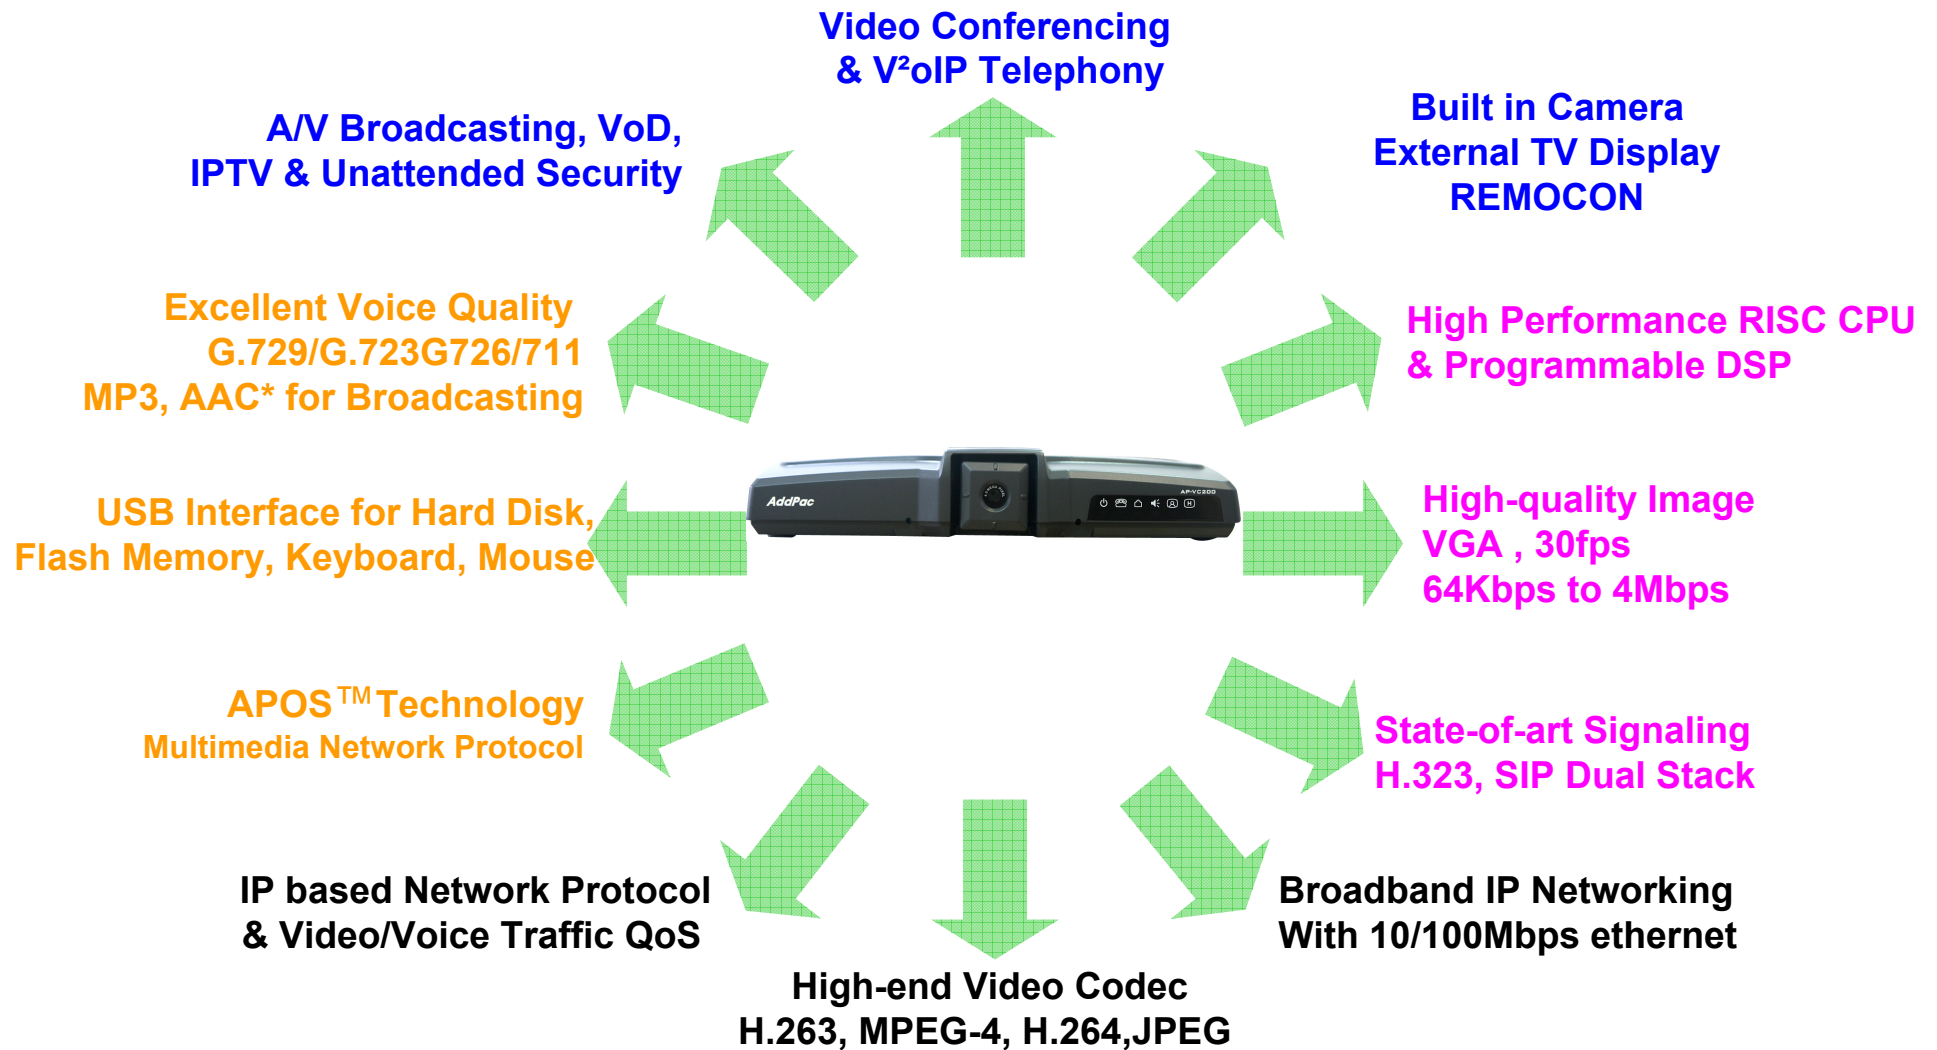 Video Conferencing
& V²oIP Telephony
Built in Camera
External TV Display
REMOCON
A/V Broadcasting, VoD,
IPTV & Unattended Security
Excellent Voice Quality
G.729/G.723G726/711
MP3, AAC* for Broadcasting
High Performance RISC CPU
& Programmable DSP
USB Interface for Hard Disk,
Flash Memory, Keyboard, Mouse
AddPac
AP-VC200
H
High-quality Image
VGA , 30fps
64Kbps to 4Mbps
APOS™Technology
Multimedia Network Protocol
State-of-art Signaling
H.323, SIP Dual Stack
IP based Network Protocol
& Video/Voice Traffic QoS
Broadband IP Networking
With 10/100Mbps ethernet
High-end Video Codec
H.263, MPEG-4, H.264,JPEG